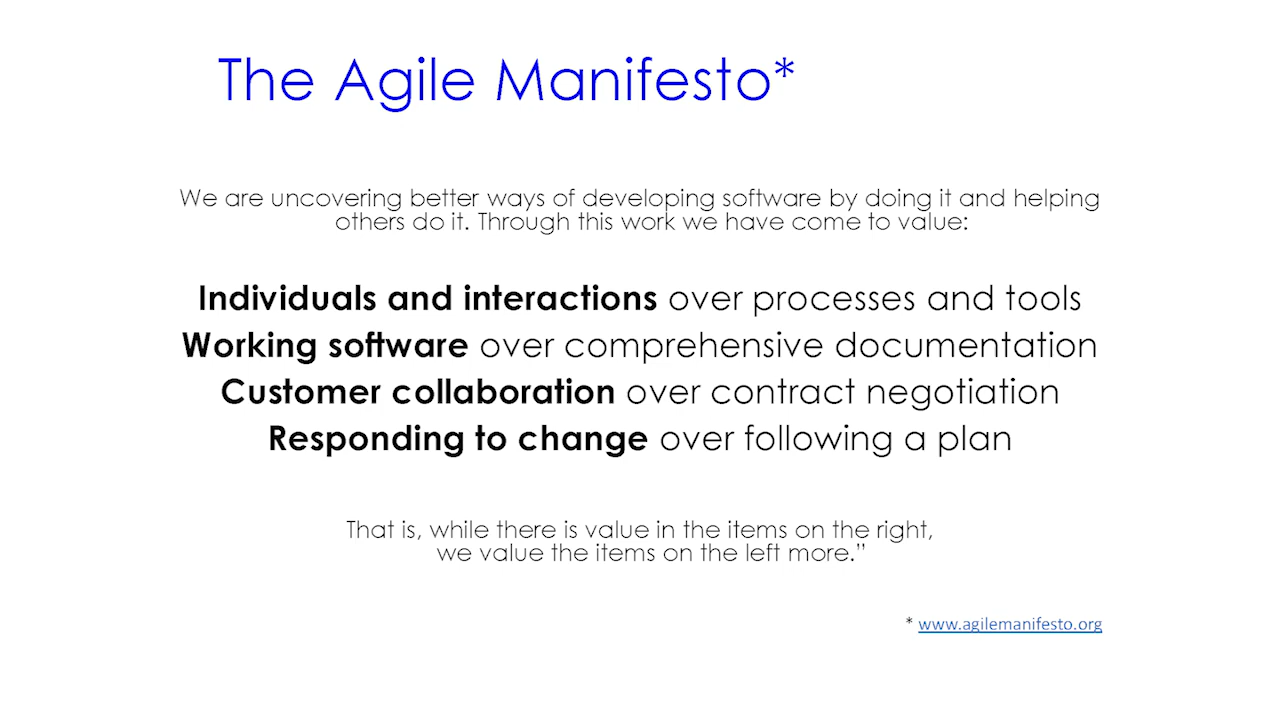 The Agile Manifesto*
We are uncovering better ways of developing software by doing it and helping
others do it. Through this work we have come to value:
Individuals and interactions over processes and tools
Working software over comprehensive documentation
Customer collaboration over contract negotiation
Responding to change over following a plan
That is, while there is value in the items on the right,
we value the items on the left more.”
* www.agilemanifesto.org